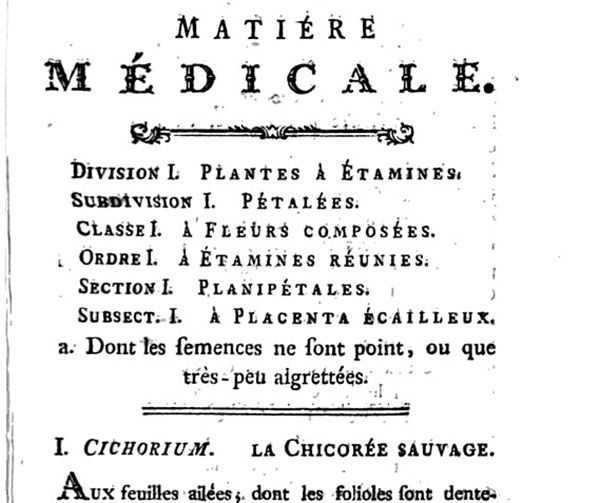 MATIÉRE
MÉDICALE.
DIVISION I. PLANTES À ÉTAMINES.
SUBDIVISION I. PÉTALÉES.
CLASSE I. À FLEURS COMPOSÉES.
ORDRE I. À ÉTAMINES RÉUNIES.
SECTION I. PLANIPÉTALES.
SUBSECT. I. À PLACENTA ÉCAILLEUX.
a. Dont les ſemences ne ſont point, ou que
très-peu aigrettées.
I. CICHORIUM. LA CHICORÉE SAUVAGE.
AUX feuilles ailées; dont les folioles ſont dente-